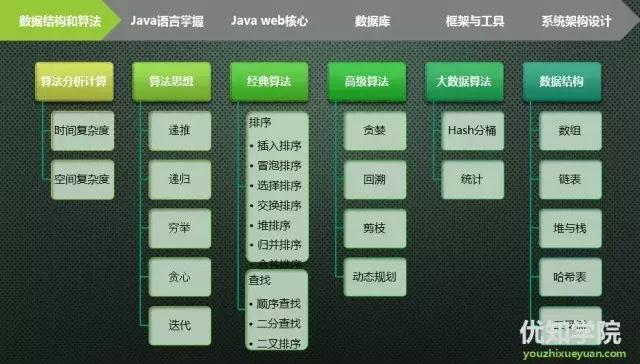 数据结构和算法
Java语言掌握
Java web核心
数据库
框架与工具
系统架构设计
算法分析计算
时间复杂度
空间复杂度
算法思想
递推
递归
穷举
贪心
迭代
经典算法
排序
• 插入排序
• 冒泡排序
• 选择排序
• 交换排序
• 堆排序
• 归并排序
查找
• 顺序查找
• 二分查找
• 二叉排序
高级算法
贪婪
回溯
剪枝
动态规划
大数据算法
Hash分桶
统计
数据结构
数组
链表
堆与栈
哈希表
优知学院
youzhixueyuan.com